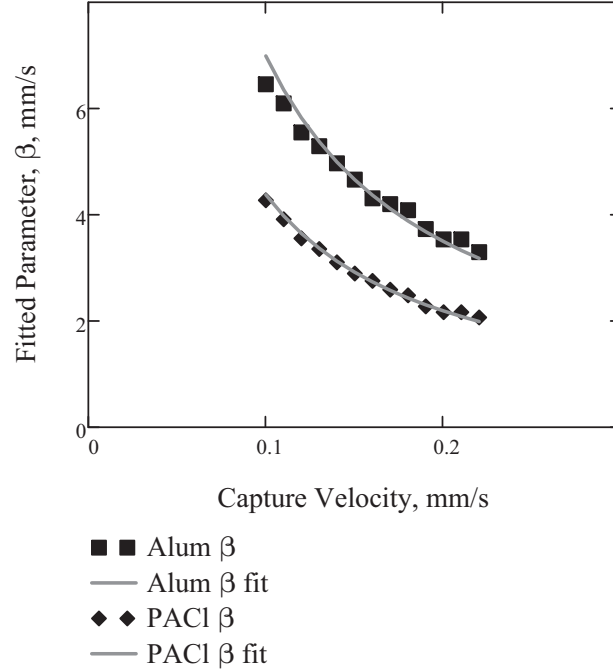 6
4
2
0
0
0.1
0.2
Fitted Parameter, β, mm/s
Capture Velocity, mm/s
Alum β
Alum β fit
PACl β
PACl β fit